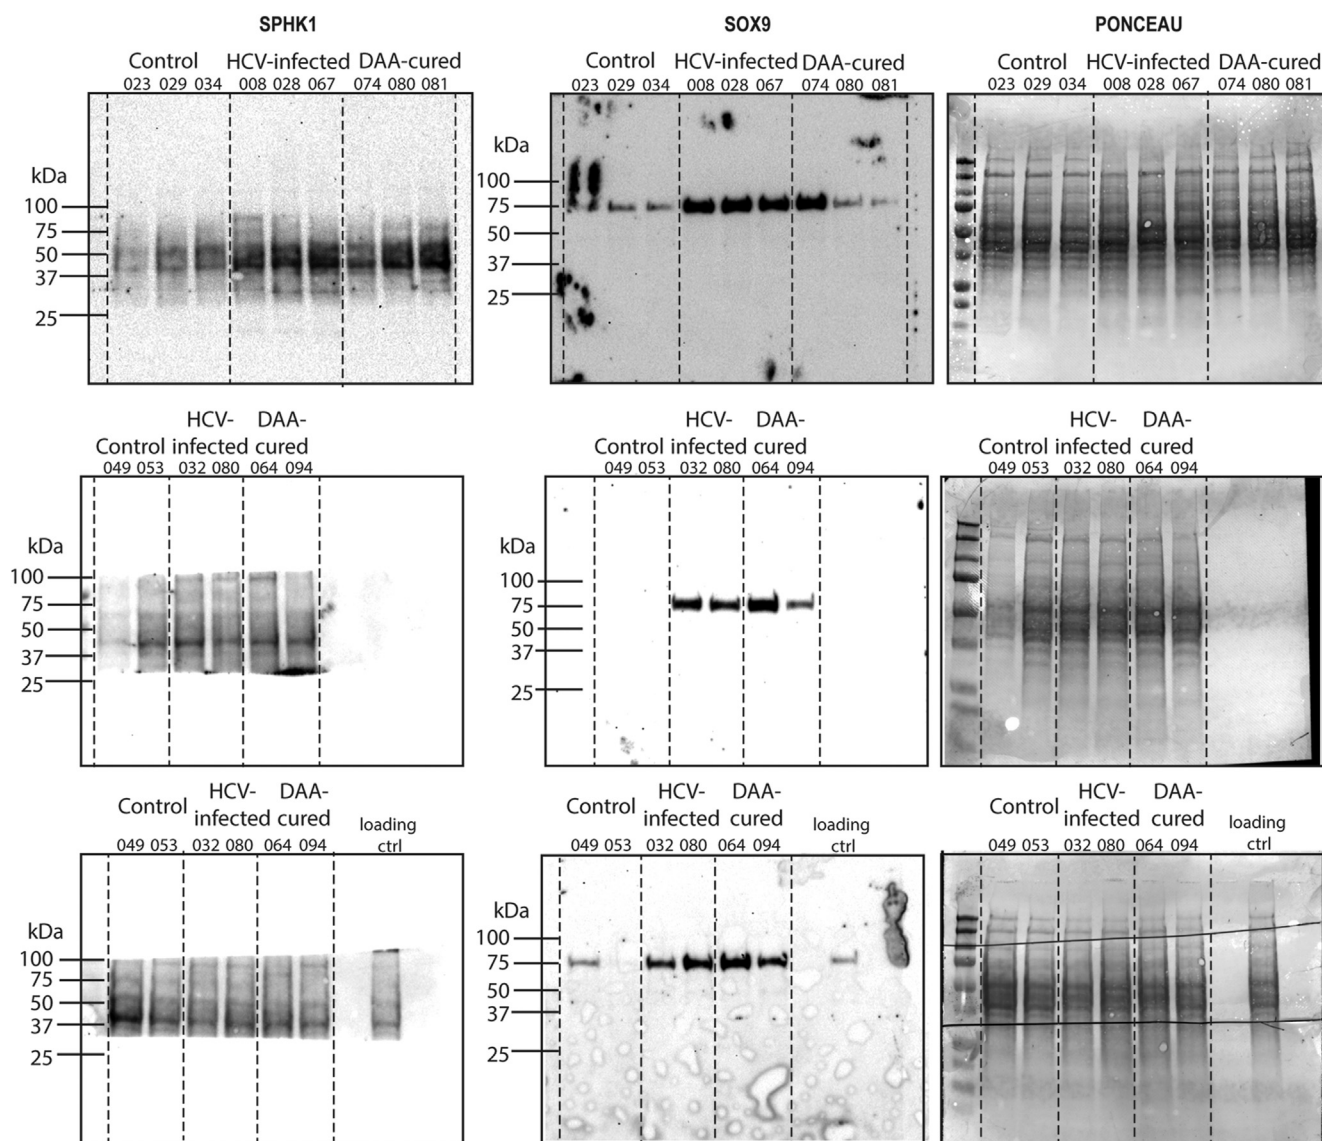 SPHK1
Control HCV-infected DAA-cured
023 029 034 008 028 067 074 080 081
kDa
100
75
50
37
25
SOX9
Control HCV-infected DAA-cured
023 029 034 008 028 067 074 080 081
kDa
100
75
50
37
25
PONCEAU
Control HCV-infected DAA-cured
023 029 034 008 028 067 074 080 081
HCV- DAA-
Control infected cured
049 053 032 080 064 094
kDa
100
75
50
37
25
HCV- DAA-
Control infected cured
049 053 032 080 064 094
kDa
100
75
50
37
25
HCV- DAA-
Control infected cured
049 053 032 080 064 094
HCV- DAA-
Control infected cured loading
049 053 032 080 064 094 ctrl
kDa
100
75
50
37
25
HCV- DAA-
Control infected cured loading
049 053 032 080 064 094 ctrl
kDa
100
75
50
37
25
HCV- DAA-
Control infected cured loading
049 053 032 080 064 094 ctrl